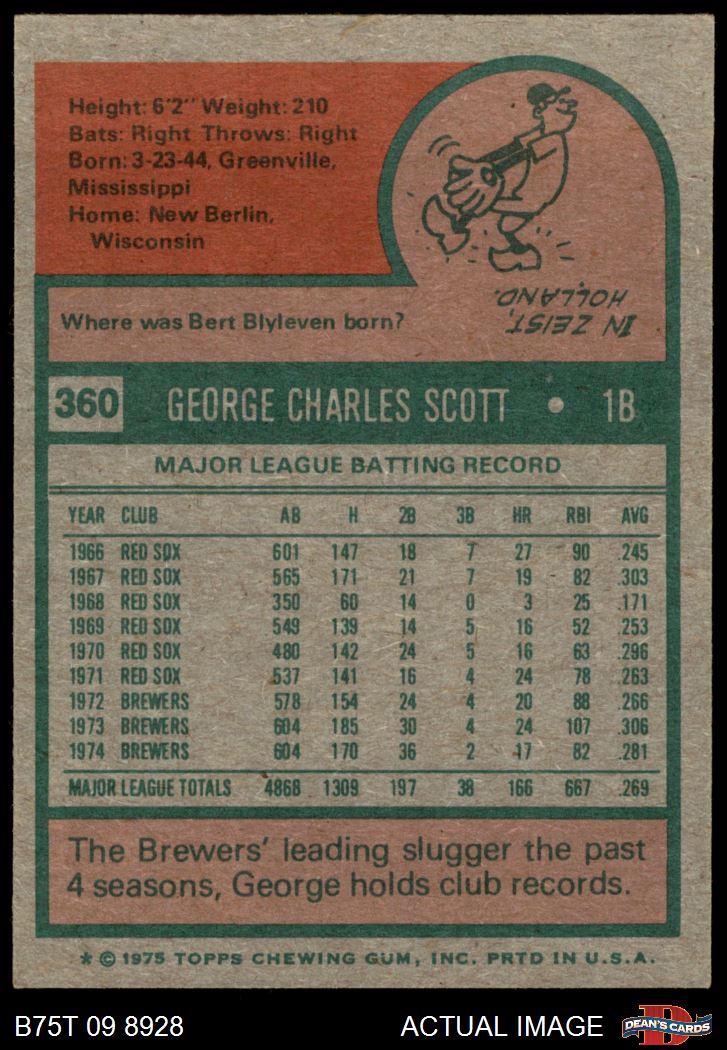 Height: 6'2" Weight: 210
Bats: Right Throws: Right
Born: 3-23-44, Greenville,
Mississippi
Home: New Berlin,
Wisconsin
Where was Bert Blyleven born?
IN ZEIST,
HOLLAND.
360 GEORGE CHARLES SCOTT • 1B
MAJOR LEAGUE BATTING RECORD
YEAR CLUB AB H 2B 3B HR RBI AVG
1966 RED SOX 601 147 18 7 27 90 .245
1967 RED SOX 565 171 21 7 19 82 .303
1968 RED SOX 350 60 14 0 3 25 .171
1969 RED SOX 549 139 14 5 16 52 .253
1970 RED SOX 480 142 24 5 16 63 .296
1971 RED SOX 537 141 16 4 24 78 .263
1972 BREWERS 578 154 24 4 20 88 .266
1973 BREWERS 604 185 30 4 24 107 .306
1974 BREWERS 604 170 36 2 17 82 .281
MAJOR LEAGUE TOTALS 4868 1309 197 38 166 667 .269
The Brewers' leading slugger the past
4 seasons, George holds club records.
* © 1975 TOPPS CHEWING GUM, INC. PRTD IN U.S.A.
B75T 09 8928 ACTUAL IMAGE
DEAN'S CARDS